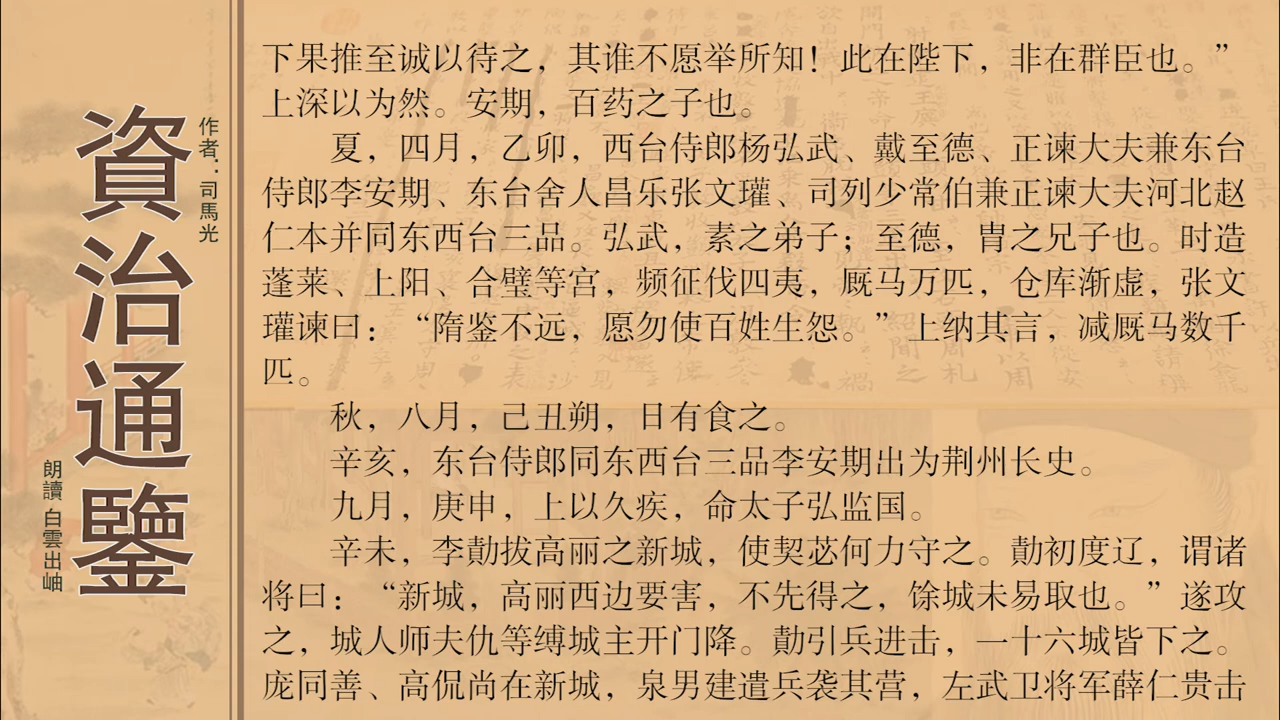 資治通鑒
作者：司馬光
朗讀 白雲出岫
下果推至诚以待之，其谁不愿举所知！此在陛下，非在群臣也。”
上深以为然。安期，百药之子也。
夏，四月，乙卯，西台侍郎杨弘武、戴至德、正谏大夫兼东台
侍郎李安期、东台舍人昌乐张文瓘、司列少常伯兼正谏大夫河北赵
仁本并同东西台三品。弘武，素之弟子；至德，胄之兄子也。时造
蓬莱、上阳、合璧等宫，频征伐四夷，厩马万匹，仓库渐虚，张文
瓘谏曰：“隋鉴不远，愿勿使百姓生怨。”上纳其言，减厩马数千
匹。
秋，八月，己丑朔，日有食之。
辛亥，东台侍郎同东西台三品李安期出为荆州长史。
九月，庚申，上以久疾，命太子弘监国。
辛未，李勣拔高丽之新城，使契苾何力守之。勣初度辽，谓诸
将曰：“新城，高丽西边要害，不先得之，馀城未易取也。”遂攻
之，城人师夫仇等缚城主开门降。勣引兵进击，一十六城皆下之。
庞同善、高侃尚在新城，泉男建遣兵袭其营，左武卫将军薛仁贵击